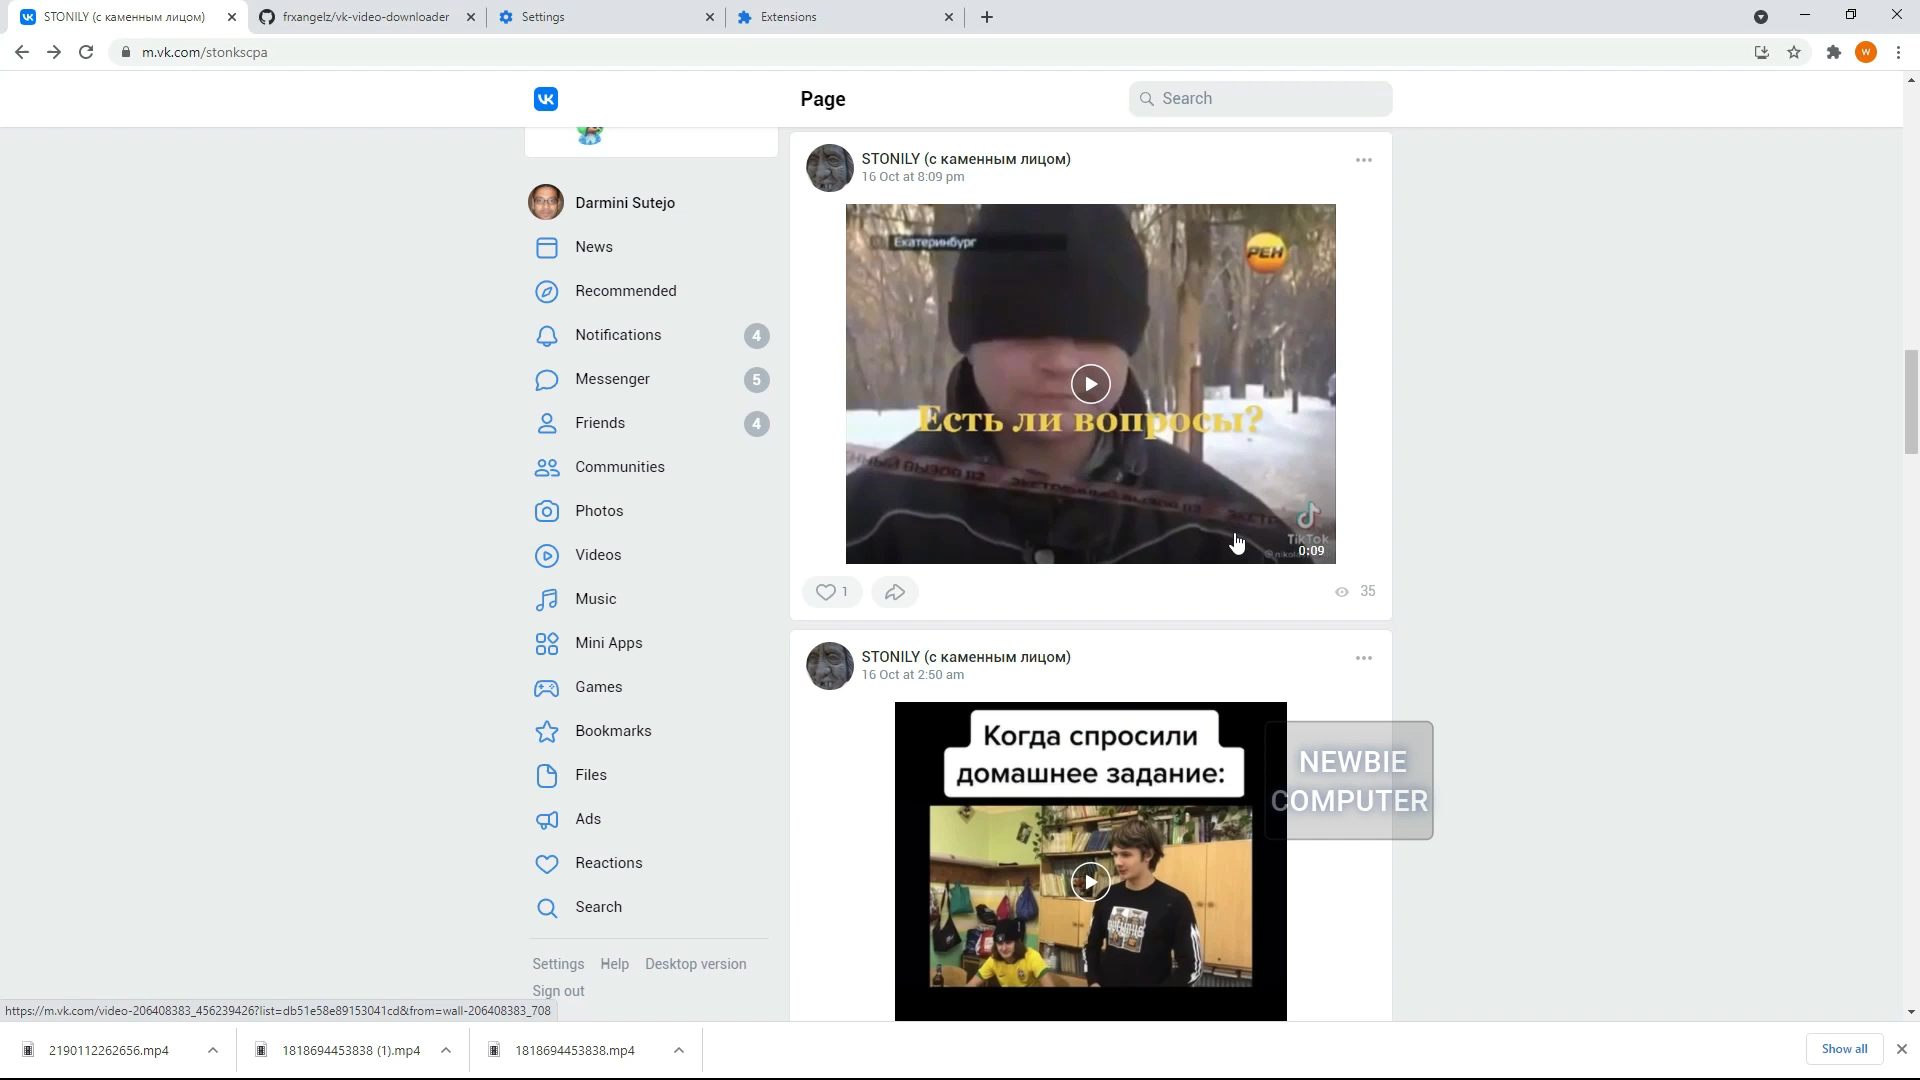 STONILY (с каменным лицом)
frxangelz/vk-video-downloader
Settings
Extensions
m.vk.com/stonkscpa
W
Page
Search
Darmini Sutejo
News
Recommended
Notifications 4
Messenger 5
Friends 4
Communities
Photos
Videos
Music
Mini Apps
Games
Bookmarks
Files
Ads
Reactions
Search
Settings Help Desktop version
Sign out
STONILY (с каменным лицом)
16 Oct at 8:09 pm
Екатеринбург
РЕН
Есть ли вопросы?
TikTok
0:09
1
35
STONILY (с каменным лицом)
16 Oct at 2:50 am
Когда спросили
домашнее задание:
NEWBIE
COMPUTER
https://m.vk.com/video-206408383_456239426?list=db51e58e89153041cd&from=wall-206408383_708
2190112262656.mp4
1818694453838 (1).mp4
1818694453838.mp4
Show all